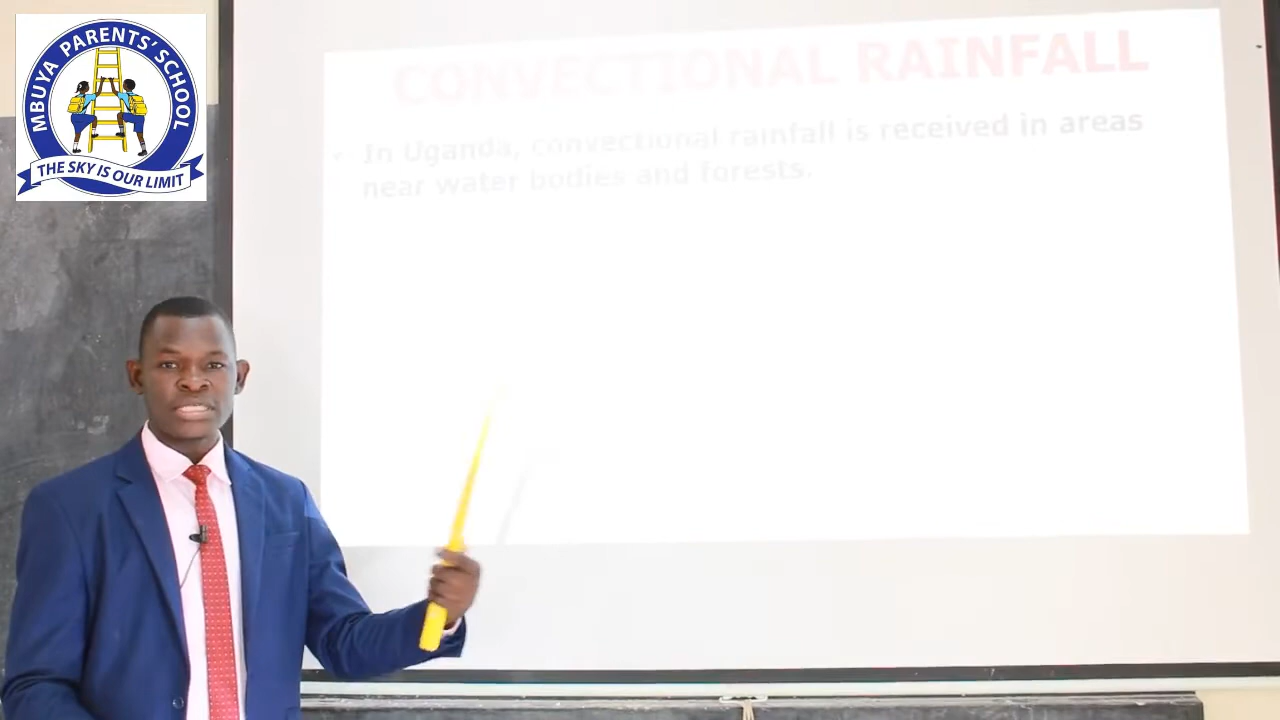 MBUYA PARENTS' SCHOOL
THE SKY IS OUR LIMIT
CONVECTIONAL RAINFALL
In Uganda, convectional rainfall is received in areas
near water bodies and forests.